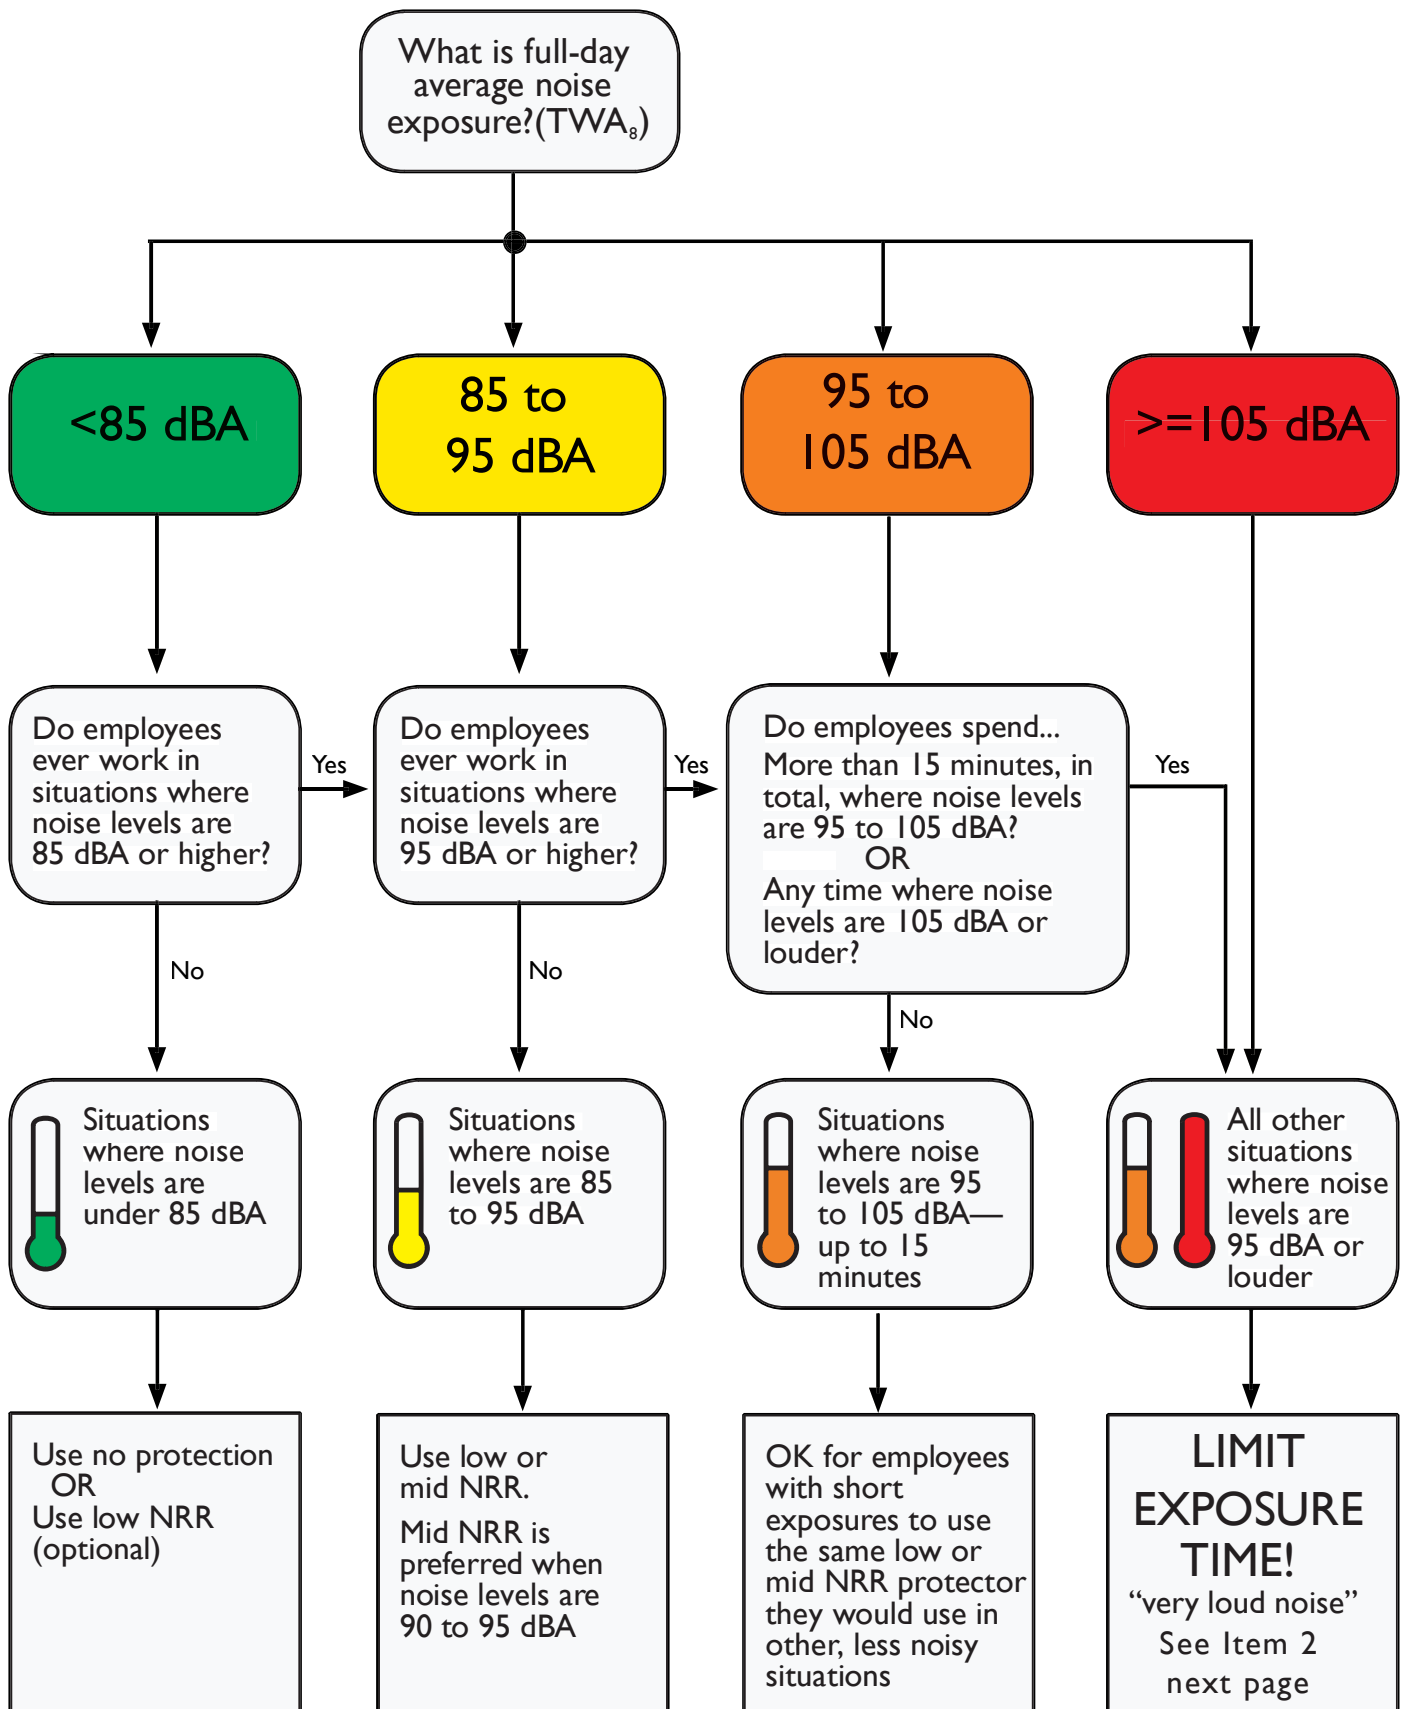 What is full-day
average noise
exposure?(TWA₈)
<85 dBA
85 to
95 dBA
95 to
105 dBA
>=105 dBA
Do employees
ever work in
situations where
noise levels are
85 dBA or higher?
Yes
Do employees
ever work in
situations where
noise levels are
95 dBA or higher?
Yes
Do employees spend...
More than 15 minutes, in
total, where noise levels
are 95 to 105 dBA?
OR
Any time where noise
levels are 105 dBA or
louder?
Yes
No
No
No
Situations
where noise
levels are
under 85 dBA
Situations
where noise
levels are 85
to 95 dBA
Situations
where noise
levels are 95
to 105 dBA—
up to 15
minutes
All other
situations
where noise
levels are
95 dBA or
louder
Use no protection
OR
Use low NRR
(optional)
Use low or
mid NRR.
Mid NRR is
preferred when
noise levels are
90 to 95 dBA
OK for employees
with short
exposures to use
the same low or
mid NRR protector
they would use in
other, less noisy
situations
LIMIT
EXPOSURE
TIME!
“very loud noise”
See Item 2
next page